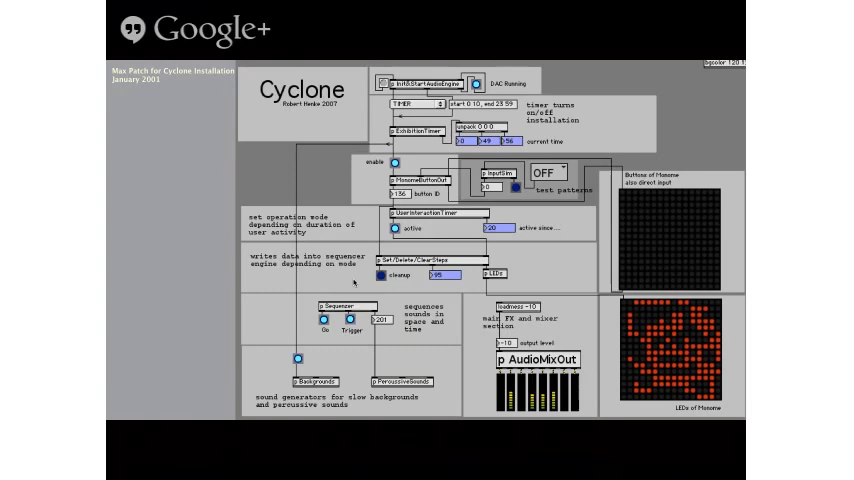 Google+
Max Patch for Cyclone Installation
January 2001
bgcolor 120 1
Cyclone
Robert Henke 2007
p Init&StartAudioEngine
DAC Running
TIMER
start 0 10, end 23 59
timer turns
on/off
installation
p ExhibitionTimer
unpack 0 0 0
0
49
56
current time
enable
p MonomeButtonOut
136
button ID
p InputSim
0
OFF
test patterns
Buttons of Monome
also direct input
set operation mode
depending on duration of
user activity
p UserInteractionTimer
active
20
active since...
writes data into sequencer
engine depending on mode
p Set/Delete/ClearSteps
cleanup
95
p LEDs
p Sequenzer
Go
Trigger
201
sequences
sounds in
space and
time
loadmess -10
main FX and mixer
section
-10
output level
p AudioMixOut
p Backgrounds
p PercussiveSounds
sound generators for slow backgrounds
and percussive sounds
LEDs of Monome